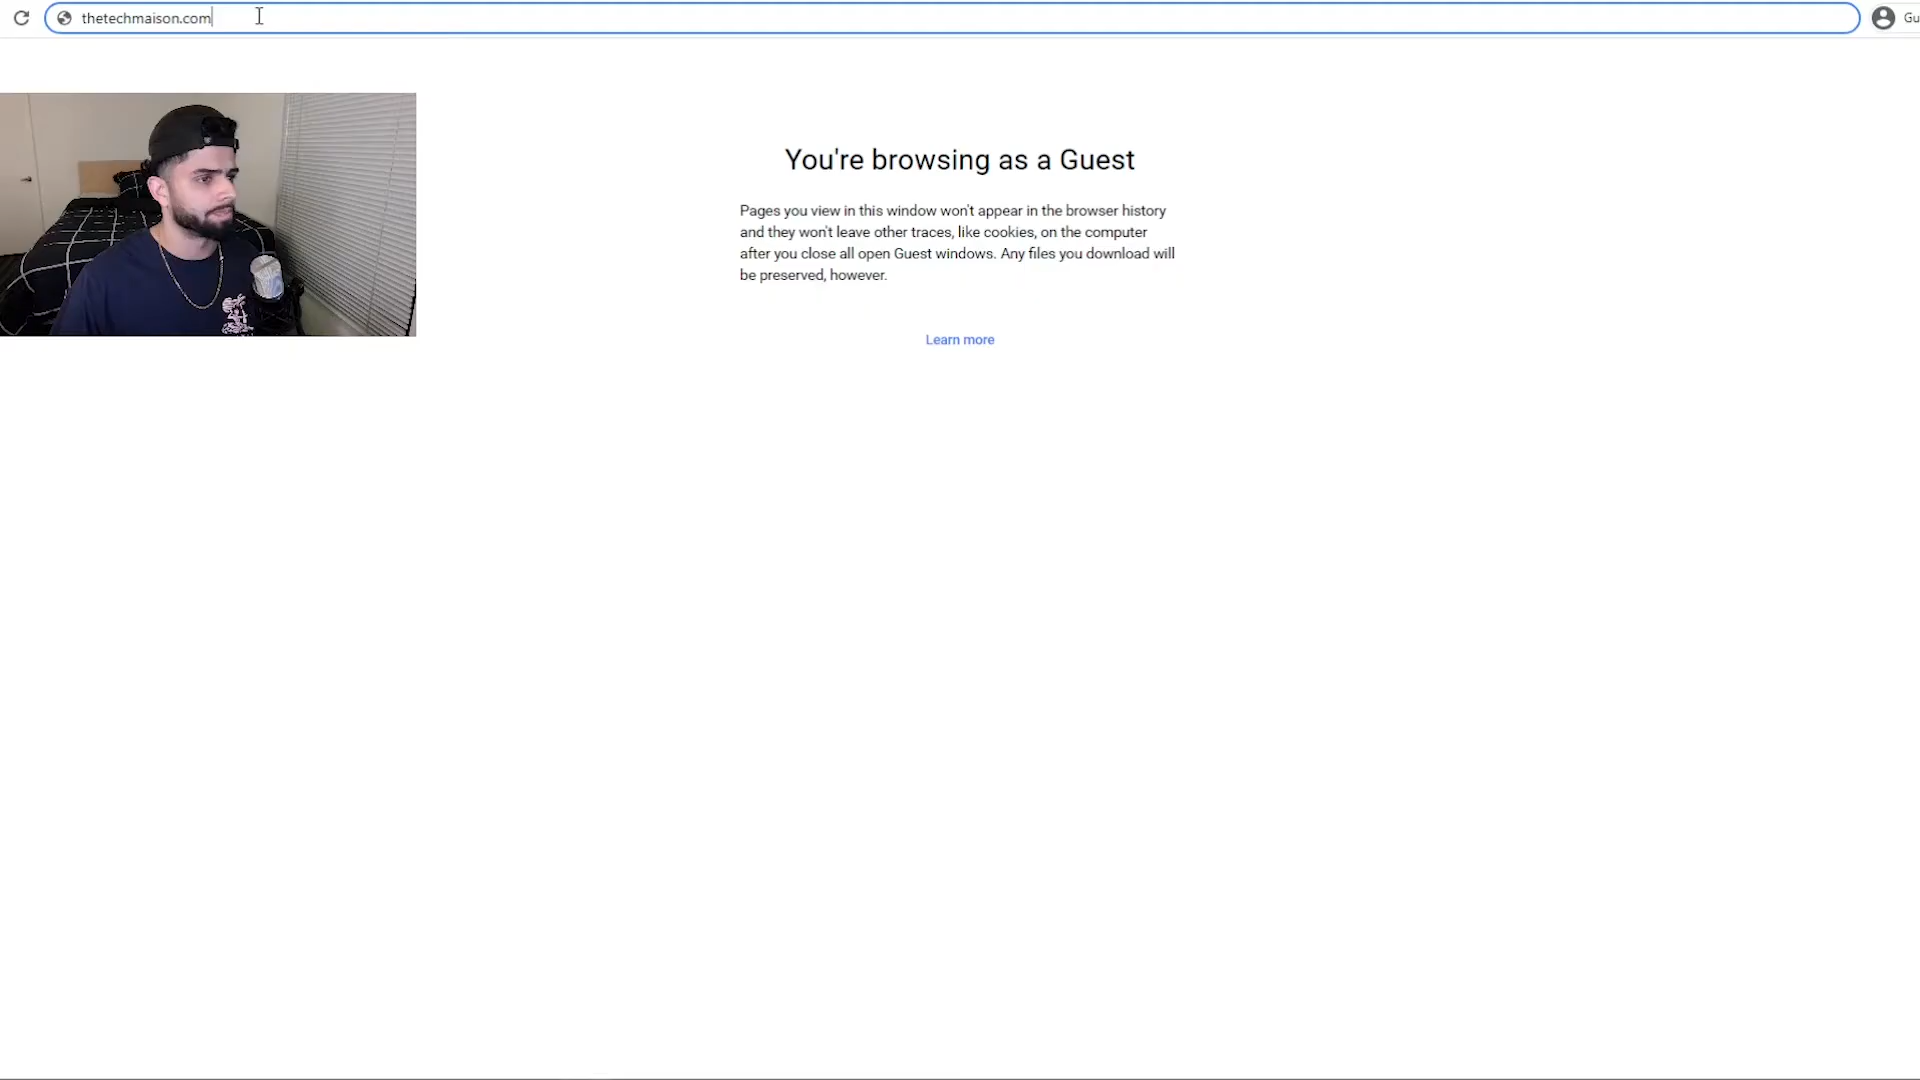 thetechmaison.com
Gu
You're browsing as a Guest
Pages you view in this window won't appear in the browser history
and they won't leave other traces, like cookies, on the computer
after you close all open Guest windows. Any files you download will
be preserved, however.
Learn more